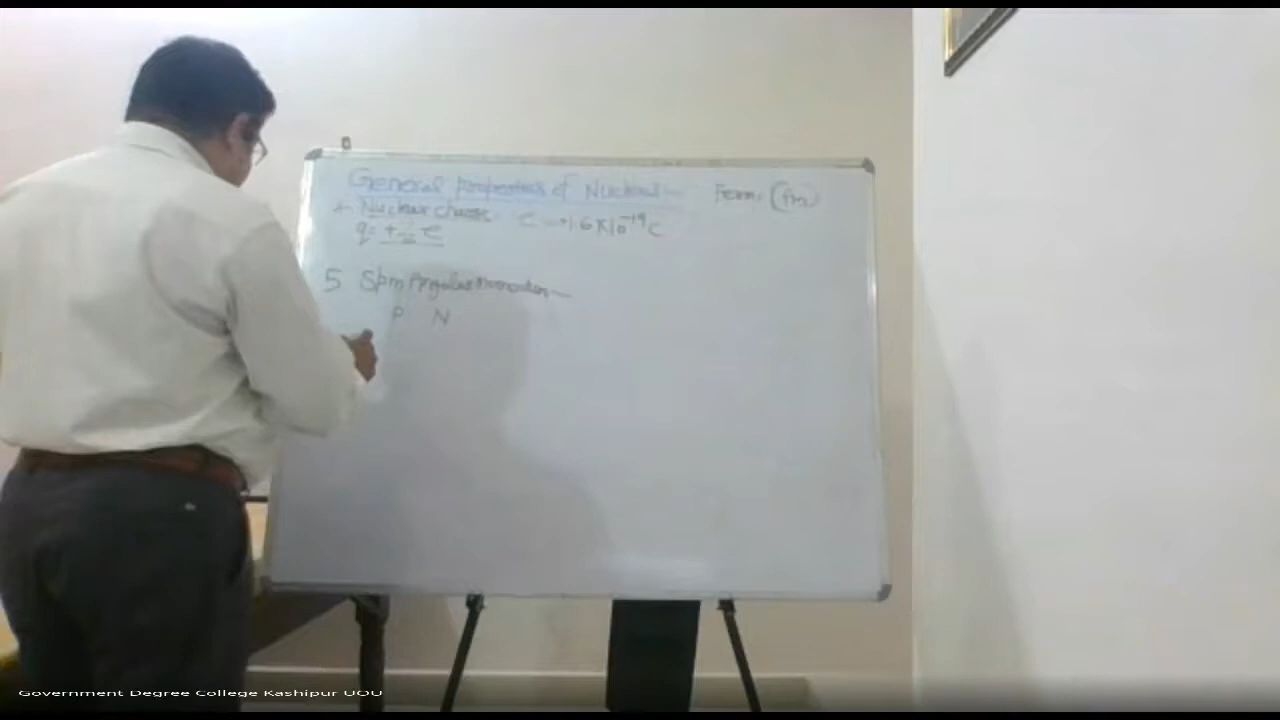 General properties of Nucleus Fermi (fm)
Nuclear charge e = +1.6 X 10⁻¹⁹ C
q = + Ze
5 Spin Angular Momentum
P N
Government Degree College Kashipur UOU